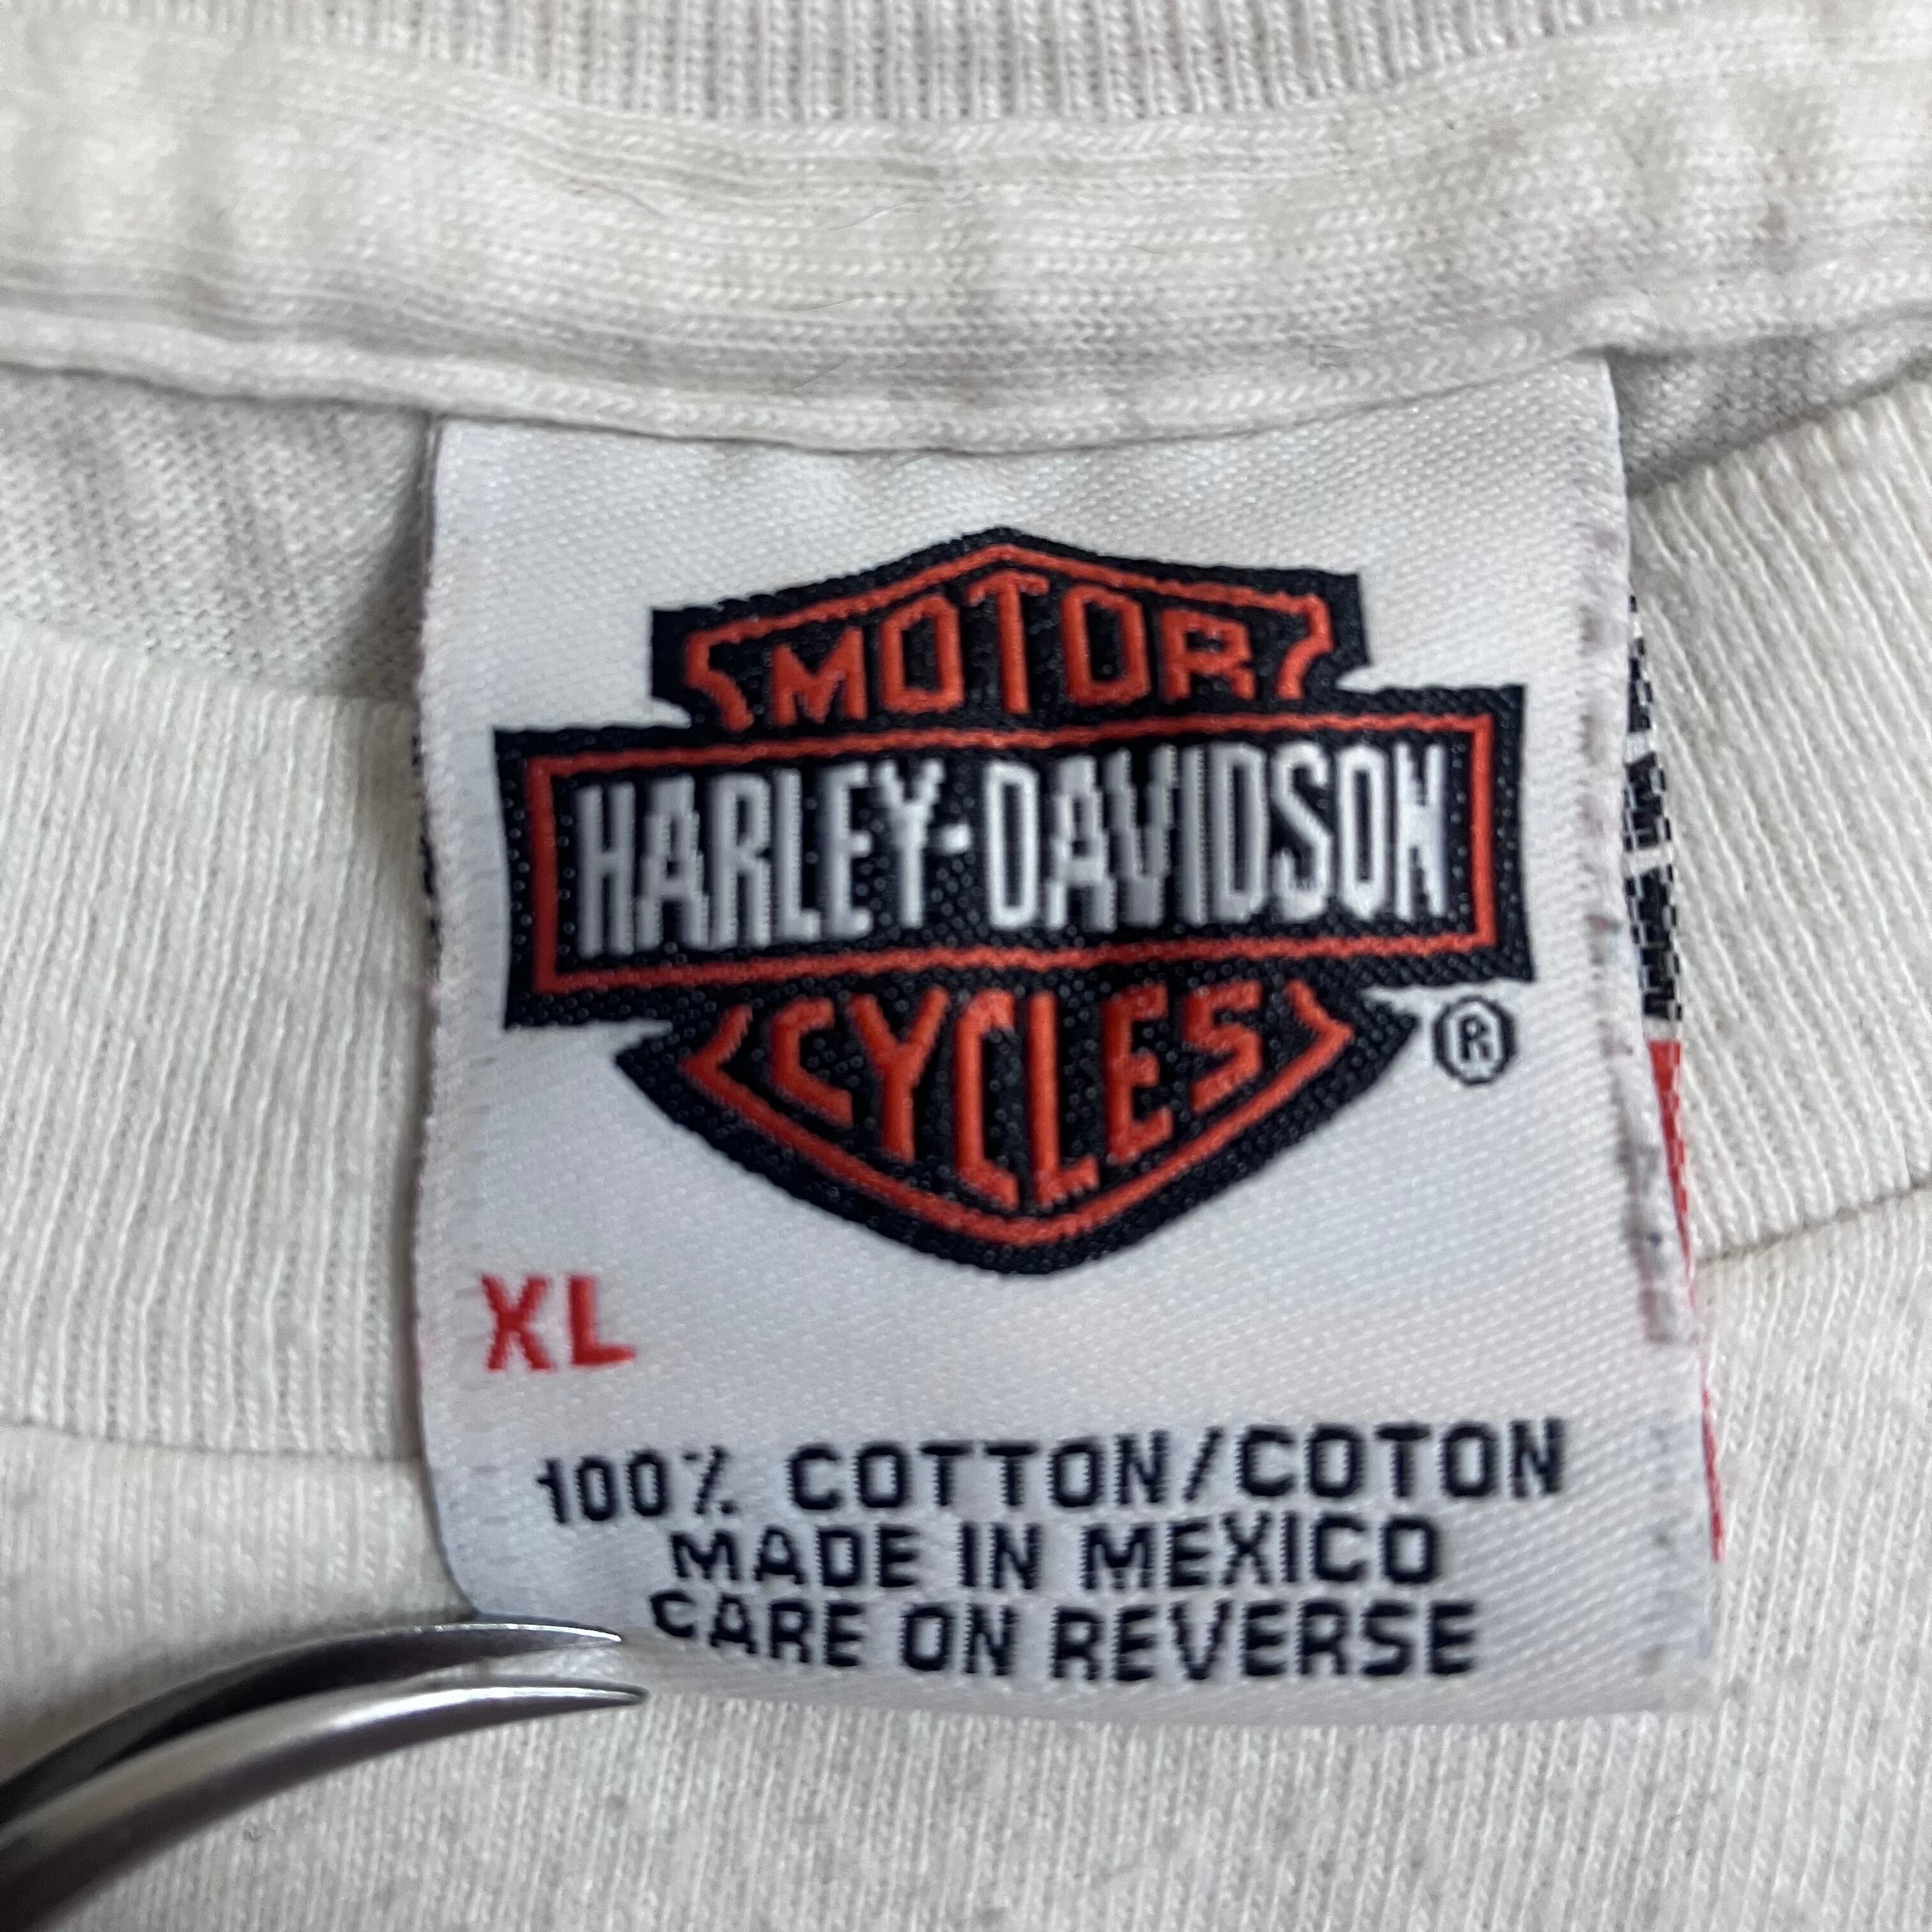 MOTOR
HARLEY-DAVIDSON
CYCLES
®
XL
100% COTTON/COTON
MADE IN MEXICO
CARE ON REVERSE